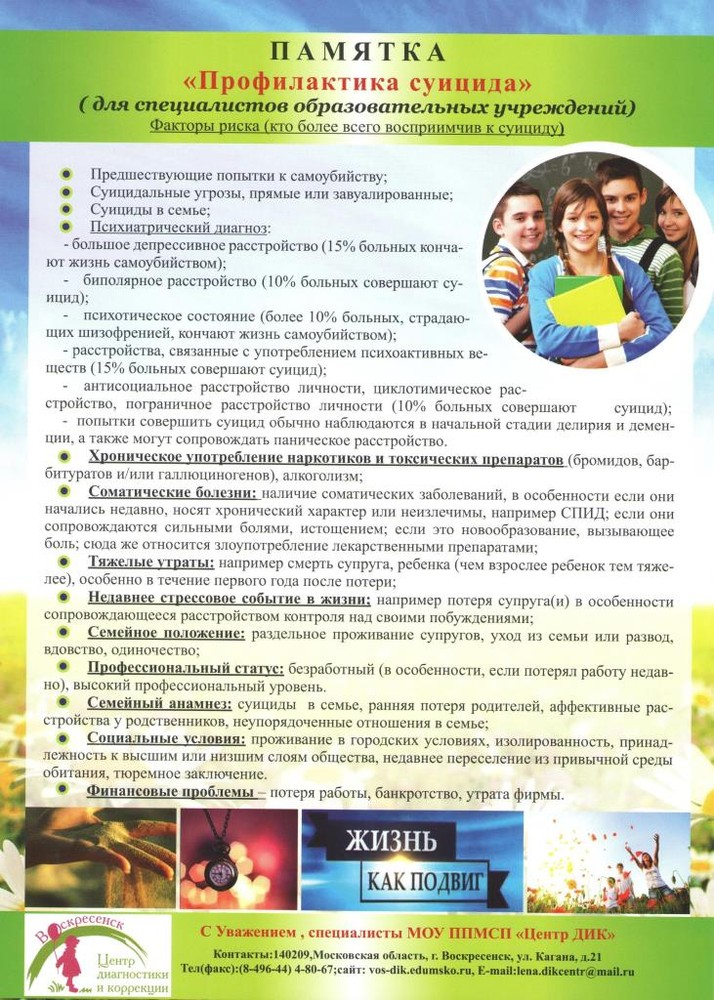 ПАМЯТКА
«Профилактика суицида»
( для специалистов образовательных учреждений)
Факторы риска (кто более всего восприимчив к суициду)
Предшествующие попытки к самоубийству;
Суицидальные угрозы, прямые или завуалированные;
Суициды в семье;
Психиатрический диагноз:
- большое депрессивное расстройство (15% больных конча-
ют жизнь самоубийством);
- биполярное расстройство (10% больных совершают су-
ицид);
- психотическое состояние (более 10% больных, страдаю-
щих шизофренией, кончают жизнь самоубийством);
- расстройства, связанные с употреблением психоактивных ве-
ществ (15% больных совершают суицид);
- антисоциальное расстройство личности, циклотимическое рас-
стройство, пограничное расстройство личности (10% больных совершают суицид);
- попытки совершить суицид обычно наблюдаются в начальной стадии делирия и демен-
ции, а также могут сопровождать паническое расстройство.
Хроническое употребление наркотиков и токсических препаратов (бромидов, бар-
битуратов и/или галлюциногенов), алкоголизм;
Соматические болезни: наличие соматических заболеваний, в особенности если они
начались недавно, носят хронический характер или неизлечимы, например СПИД; если они
сопровождаются сильными болями, истощением; если это новообразование, вызывающее
боль; сюда же относится злоупотребление лекарственными препаратами;
Тяжелые утраты: например смерть супруга, ребенка (чем взрослее ребенок тем тяже-
лее), особенно в течение первого года после потери;
Недавнее стрессовое событие в жизни: например потеря супруга(и) в особенности
сопровождающееся расстройством контроля над своими побуждениями;
Семейное положение: раздельное проживание супругов, уход из семьи или развод,
вдовство, одиночество;
Профессиональный статус: безработный (в особенности, если потерял работу недав-
но), высокий профессиональный уровень.
Семейный анамнез: суициды в семье, ранняя потеря родителей, аффективные рас-
стройства у родственников, неупорядоченные отношения в семье;
Социальные условия: проживание в городских условиях, изолированность, принад-
лежность к высшим или низшим слоям общества, недавнее переселение из привычной среды
обитания, тюремное заключение.
Финансовые проблемы – потеря работы, банкротство, утрата фирмы.
ЖИЗНЬ
КАК ПОДВИГ
Воскресенск
Центр
диагностики
и коррекции
С Уважением , специалисты МОУ ППМСП «Центр ДИК»
Контакты:140209,Московская область, г. Воскресенск, ул. Кагана, д.21
Тел(факс):(8-496-44) 4-80-67;сайт: vos-dik.edumsko.ru, E-mail:lena.dikcentr@mail.ru